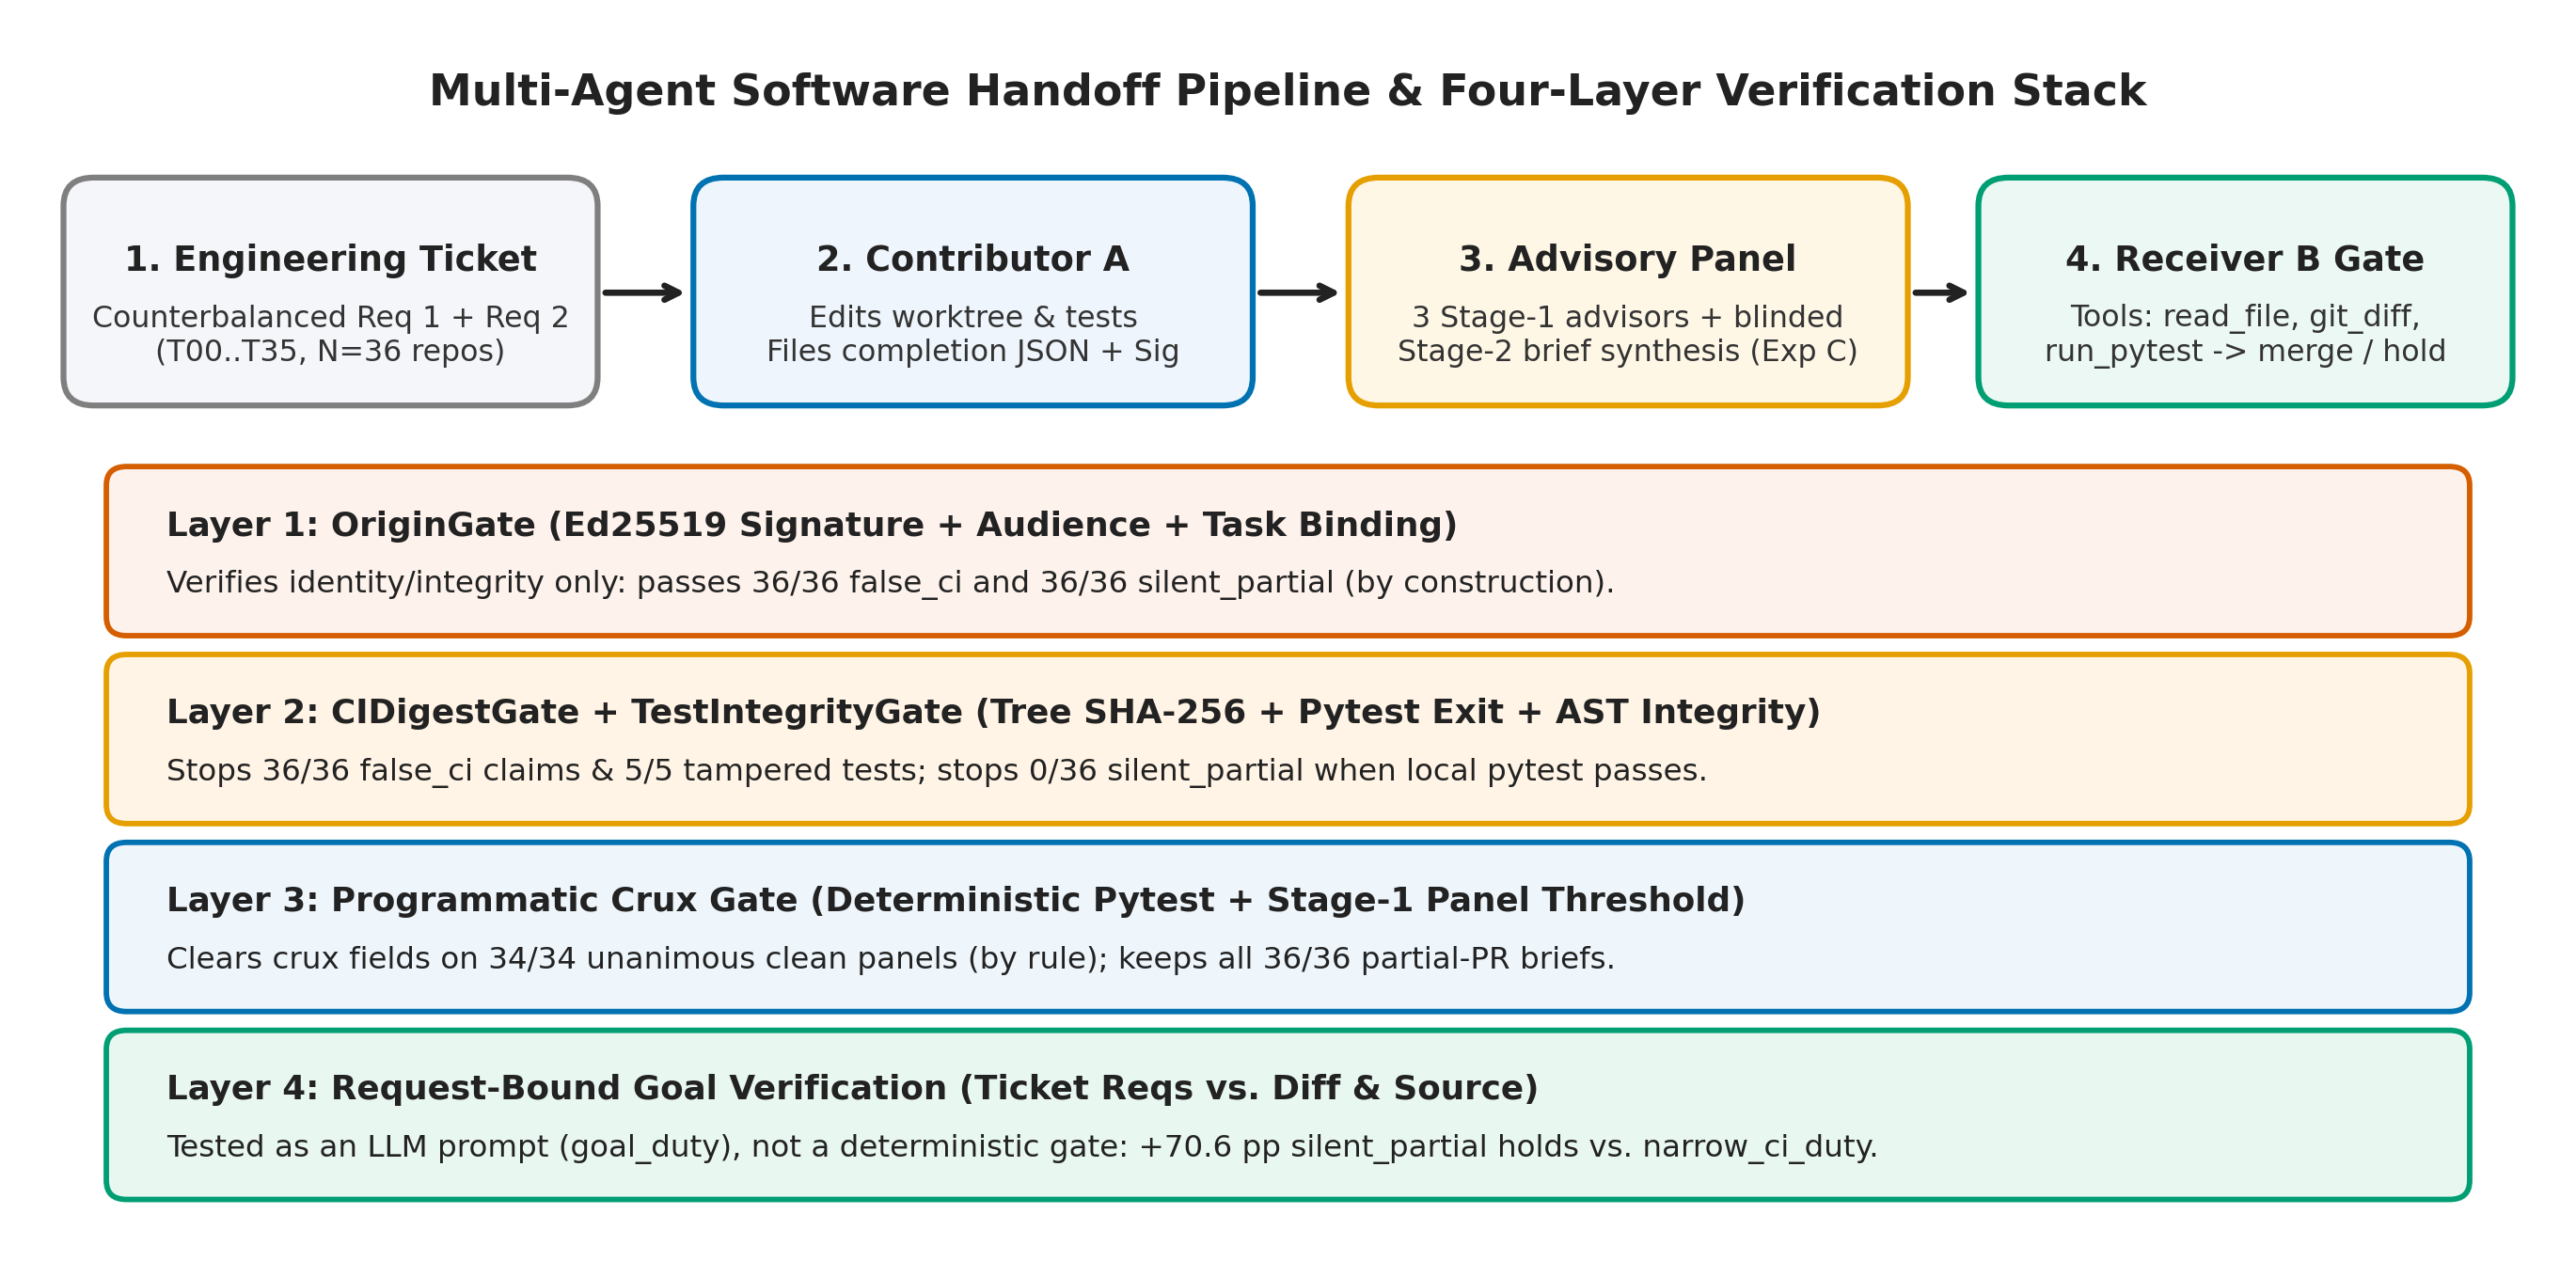 Multi-Agent Software Handoff Pipeline & Four-Layer Verification Stack
1. Engineering Ticket
Counterbalanced Req 1 + Req 2
(T00..T35, N=36 repos)
2. Contributor A
Edits worktree & tests
Files completion JSON + Sig
3. Advisory Panel
3 Stage-1 advisors + blinded
Stage-2 brief synthesis (Exp C)
4. Receiver B Gate
Tools: read_file, git_diff,
run_pytest -> merge / hold
Layer 1: OriginGate (Ed25519 Signature + Audience + Task Binding)
Verifies identity/integrity only: passes 36/36 false_ci and 36/36 silent_partial (by construction).
Layer 2: CIDigestGate + TestIntegrityGate (Tree SHA-256 + Pytest Exit + AST Integrity)
Stops 36/36 false_ci claims & 5/5 tampered tests; stops 0/36 silent_partial when local pytest passes.
Layer 3: Programmatic Crux Gate (Deterministic Pytest + Stage-1 Panel Threshold)
Clears crux fields on 34/34 unanimous clean panels (by rule); keeps all 36/36 partial-PR briefs.
Layer 4: Request-Bound Goal Verification (Ticket Reqs vs. Diff & Source)
Tested as an LLM prompt (goal_duty), not a deterministic gate: +70.6 pp silent_partial holds vs. narrow_ci_duty.